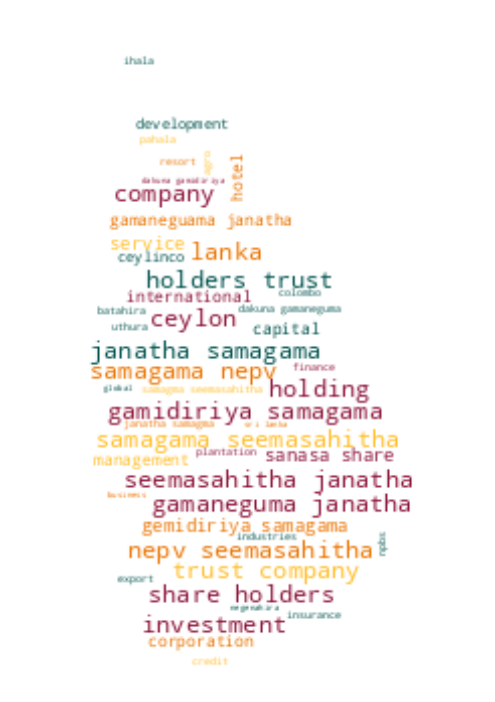 ihala
development
pahala
resort
agro
hotel
dakuna gamidiriya
company
gamaneguama janatha
service
lanka
ceylinco
holders trust
colombo
international
batahira
dakuna gamaneguma
ceylon
uthura
capital
janatha samagama
samagama nepv
finance
global
samagma seemasahitha
holding
gamidiriya samagama
janatha samagma
sri lanka
samagama seemasahitha
plantation
sanasa share
management
seemasahitha janatha
business
gamaneguma janatha
gemidiriya samagama
industries
npbs
nepv seemasahitha
trust company
export
share holders
negenahira
insurance
investment
corporation
credit